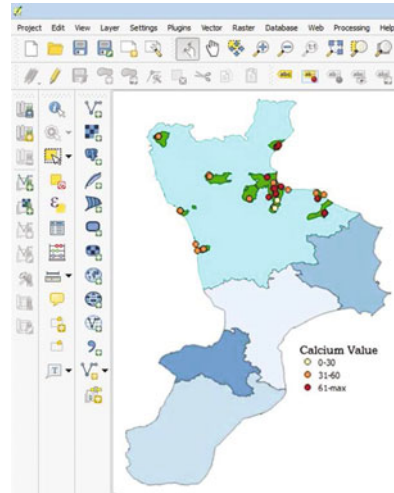 Project Edit View Layer Settings Plugins Vector Raster Database Web Processing Help
Calcium Value
0-30
31-60
61-max